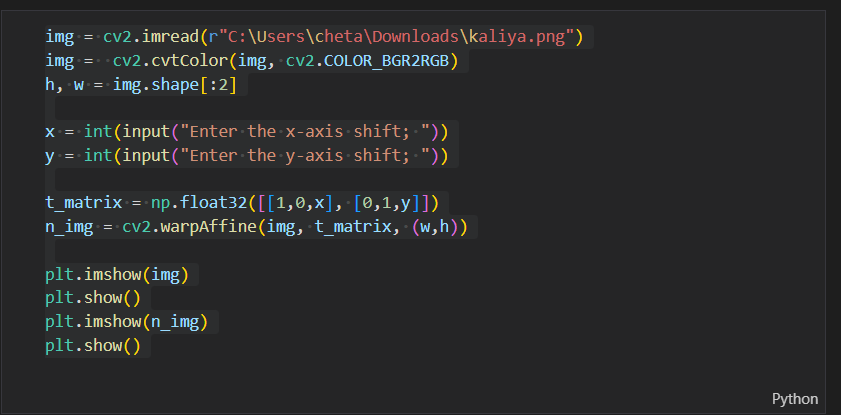 img = cv2.imread(r"C:\Users\cheta\Downloads\kaliya.png")
img =  cv2.cvtColor(img, cv2.COLOR_BGR2RGB)
h, w = img.shape[:2]

x = int(input("Enter the x-axis shift; "))
y = int(input("Enter the y-axis shift; "))

t_matrix = np.float32([[1,0,x], [0,1,y]])
n_img = cv2.warpAffine(img, t_matrix, (w,h))

plt.imshow(img)
plt.show()
plt.imshow(n_img)
plt.show()
Python